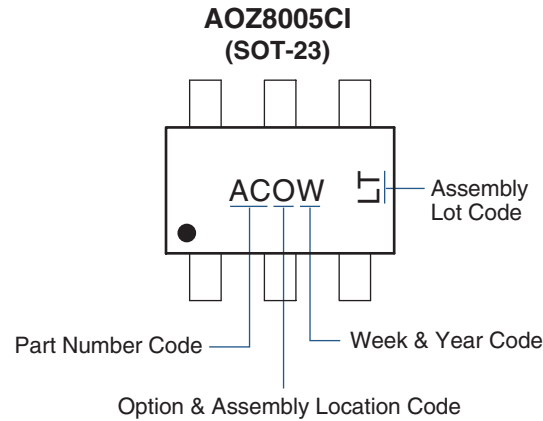 AOZ8005CI
(SOT-23)
ACOW
LT
Assembly
Lot Code
Part Number Code
Week & Year Code
Option & Assembly Location Code